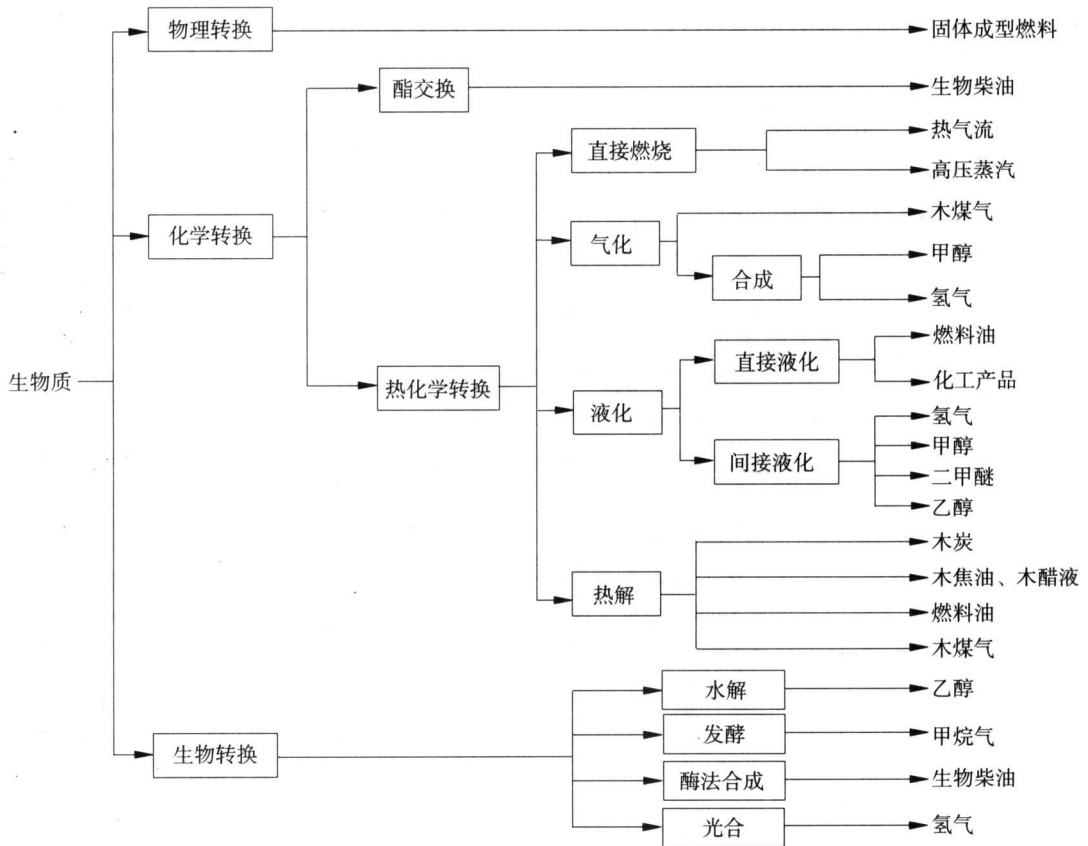 物理转换
固体成型燃料
酯交换
生物柴油
热气流
直接燃烧
高压蒸汽
木煤气
化学转换
气化
甲醇
合成
氢气
燃料油
直接液化
生物质
热化学转换
化工产品
液化
氢气
甲醇
间接液化
二甲醚
乙醇
木炭
木焦油、木醋液
热解
燃料油
木煤气
水解
乙醇
发酵
甲烷气
生物转换
酶法合成
生物柴油
光合
氢气